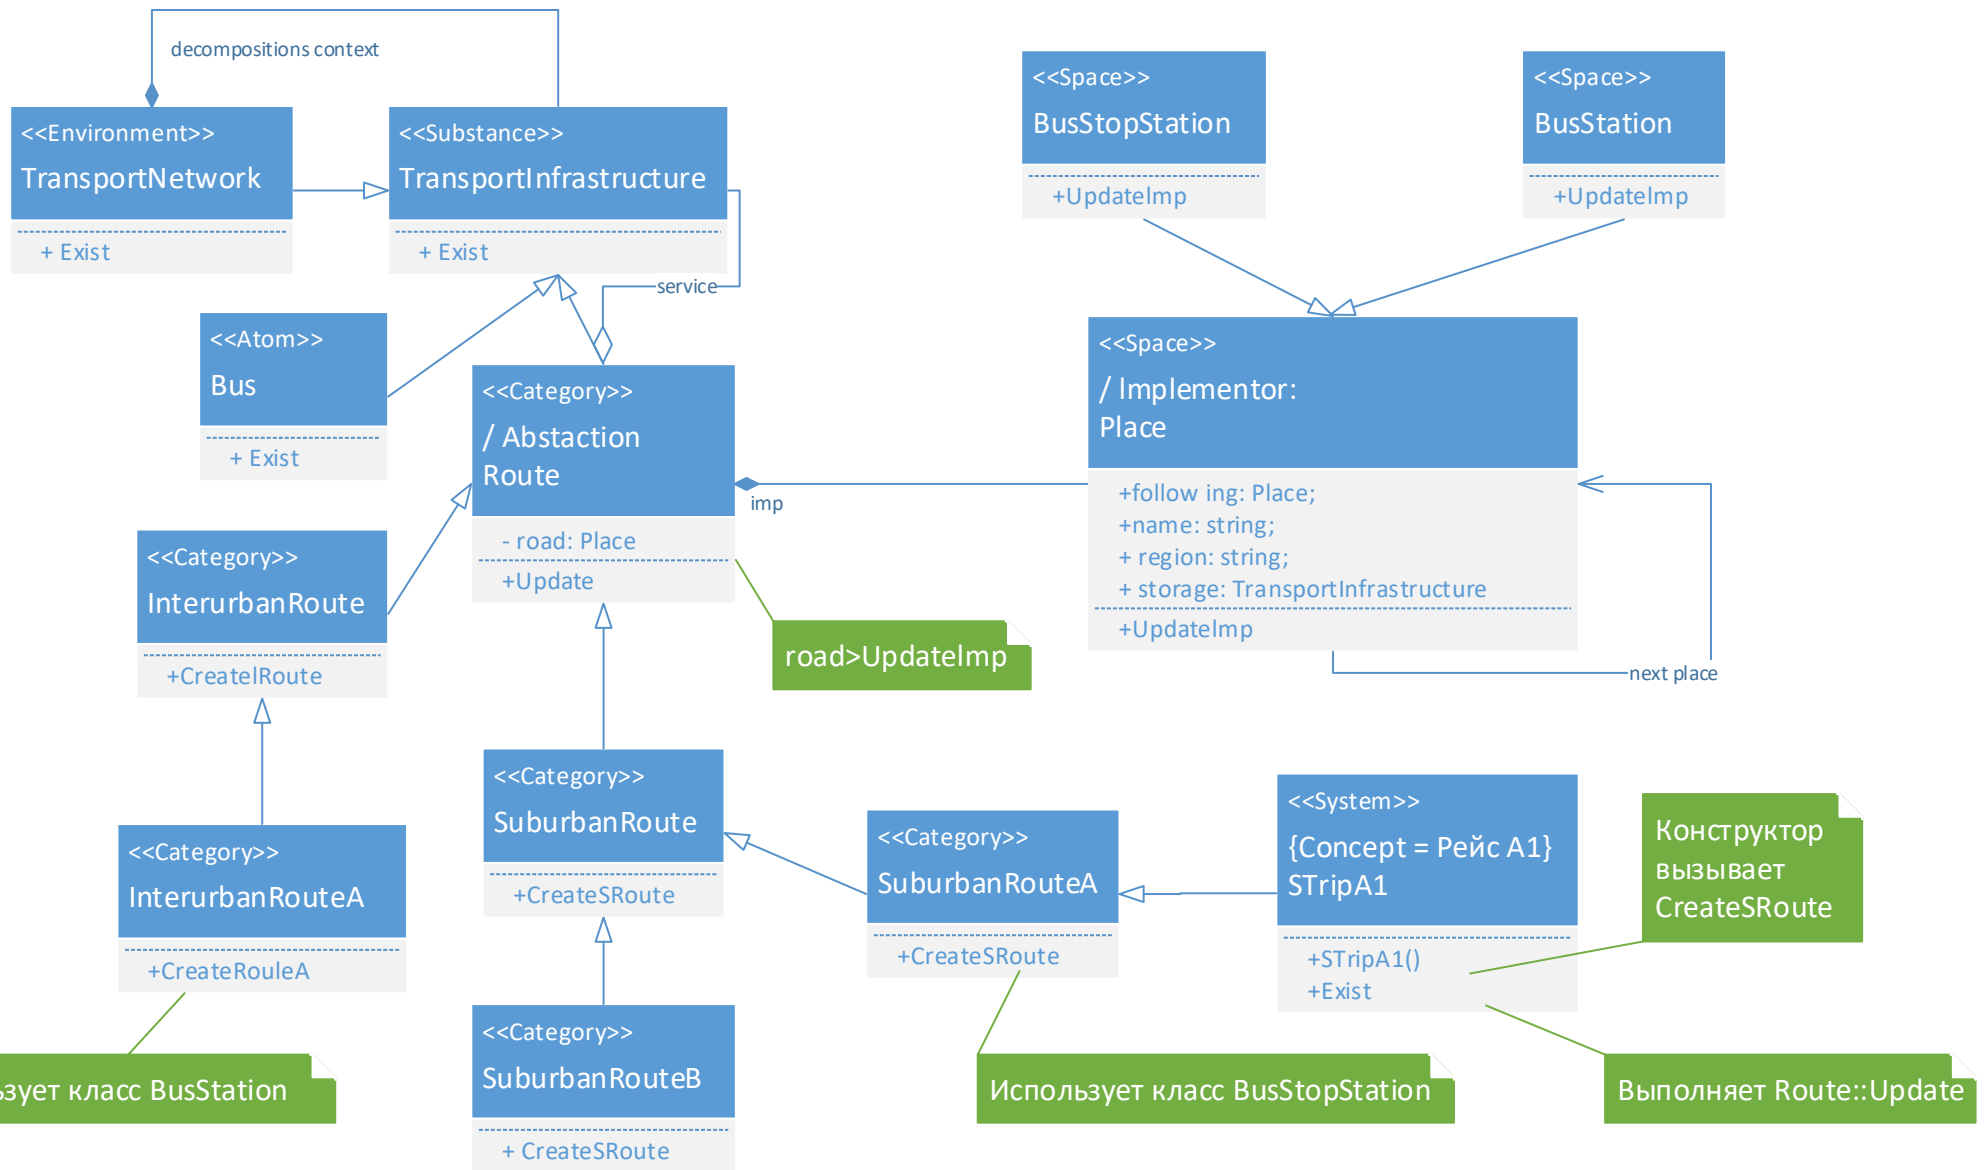 decompositions context
<<Environment>>
TransportNetwork
+ Exist
<<Substance>>
TransportInfrastructure
+ Exist
service
<<Space>>
BusStopStation
+UpdateImp
<<Space>>
BusStation
+UpdateImp
<<Atom>>
Bus
+ Exist
<<Category>>
/ Abstaction
Route
- road: Place
+Update
imp
<<Space>>
/ Implementor:
Place
+follow ing: Place;
+name: string;
+ region: string;
+ storage: TransportInfrastructure
+UpdateImp
next place
road>UpdateImp
<<Category>>
InterurbanRoute
+CreateIRoute
<<Category>>
InterurbanRouteA
+CreateRouleA
<<Category>>
SuburbanRoute
+CreateSRoute
<<Category>>
SuburbanRouteA
+CreateSRoute
<<System>>
{Concept = Рейс A1}
STripA1
+STripA1()
+Exist
Конструктор
вызывает
CreateSRoute
<<Category>>
SuburbanRouteB
+ CreateSRoute
класс BusStation
Использует класс BusStopStation
Выполняет Route::Update